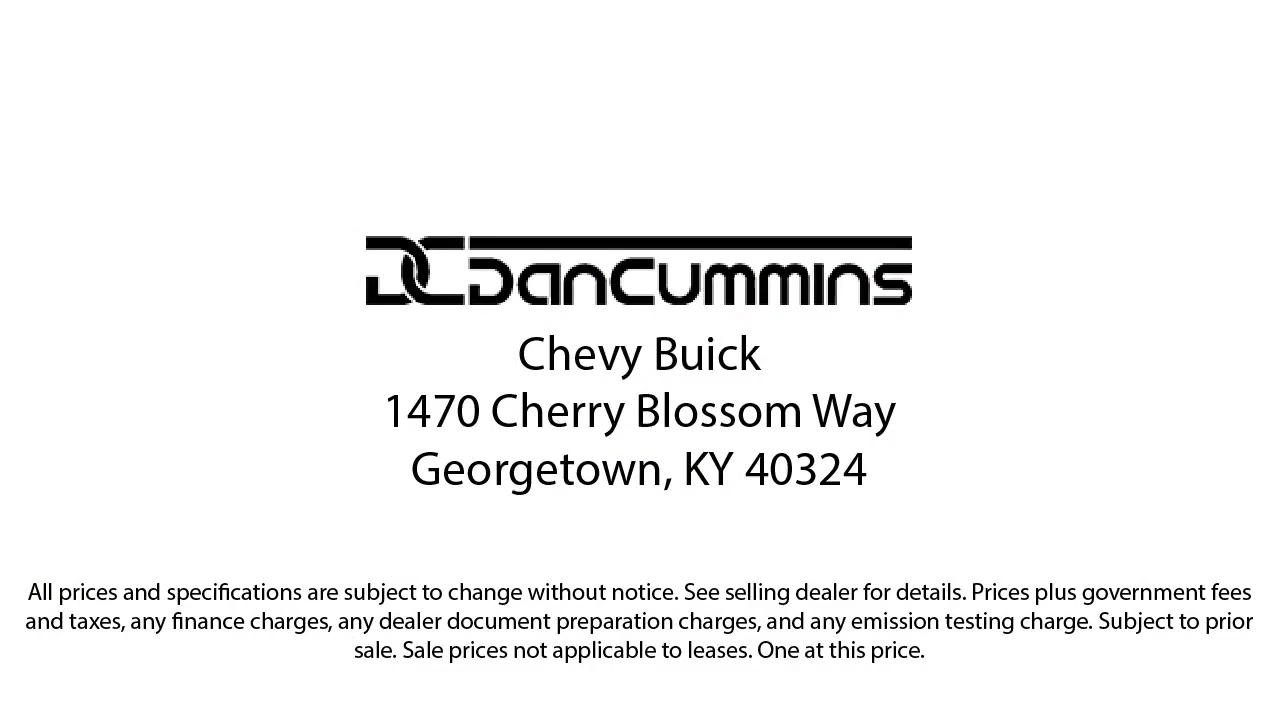 DC DanCummins
Chevy Buick
1470 Cherry Blossom Way
Georgetown, KY 40324
All prices and specifications are subject to change without notice. See selling dealer for details. Prices plus government fees
and taxes, any finance charges, any dealer document preparation charges, and any emission testing charge. Subject to prior
sale. Sale prices not applicable to leases. One at this price.